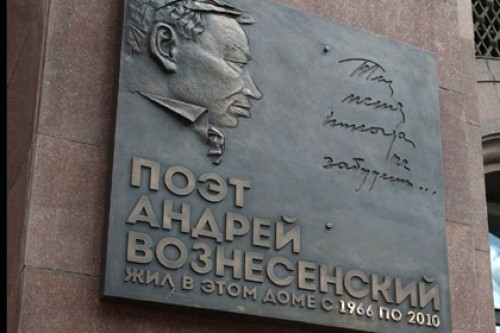 Ты
меня
никогда
не
забудешь...
ПОЭТ
АНДРЕЙ
ВОЗНЕСЕНСКИЙ
ЖИЛ В ЭТОМ ДОМЕ С 1966 ПО 2010